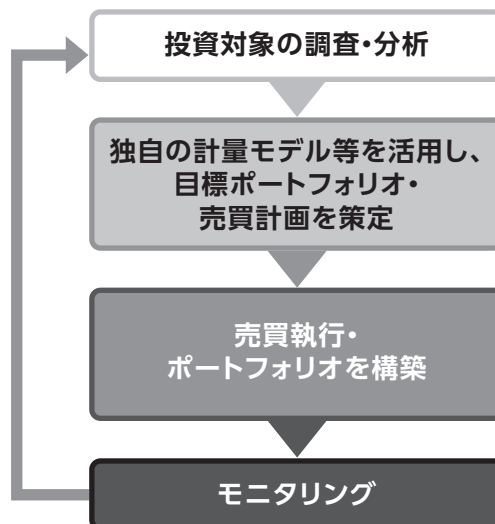 投資対象の調査・分析
独自の計量モデル等を活用し、
目標ポートフォリオ・
売買計画を策定
売買執行・
ポートフォリオを構築
モニタリング